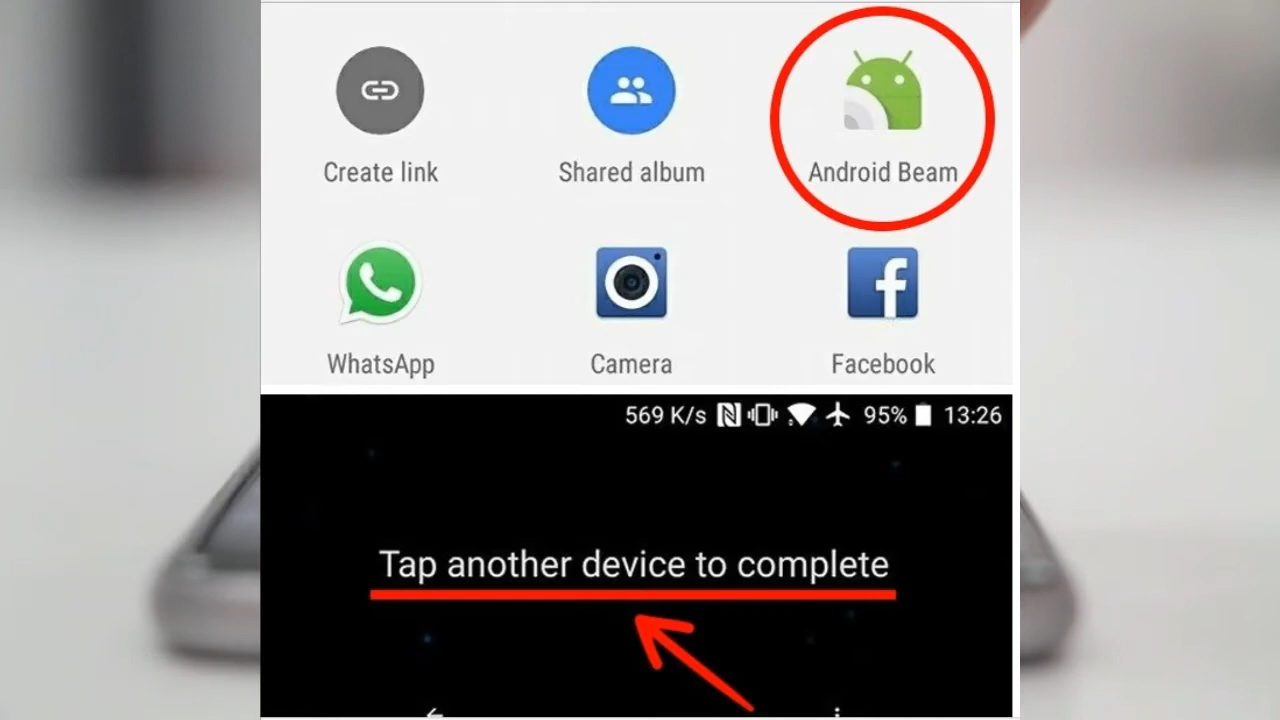 Create link
Shared album
Android Beam
WhatsApp
Camera
Facebook
569 K/s 95% 13:26
Tap another device to complete